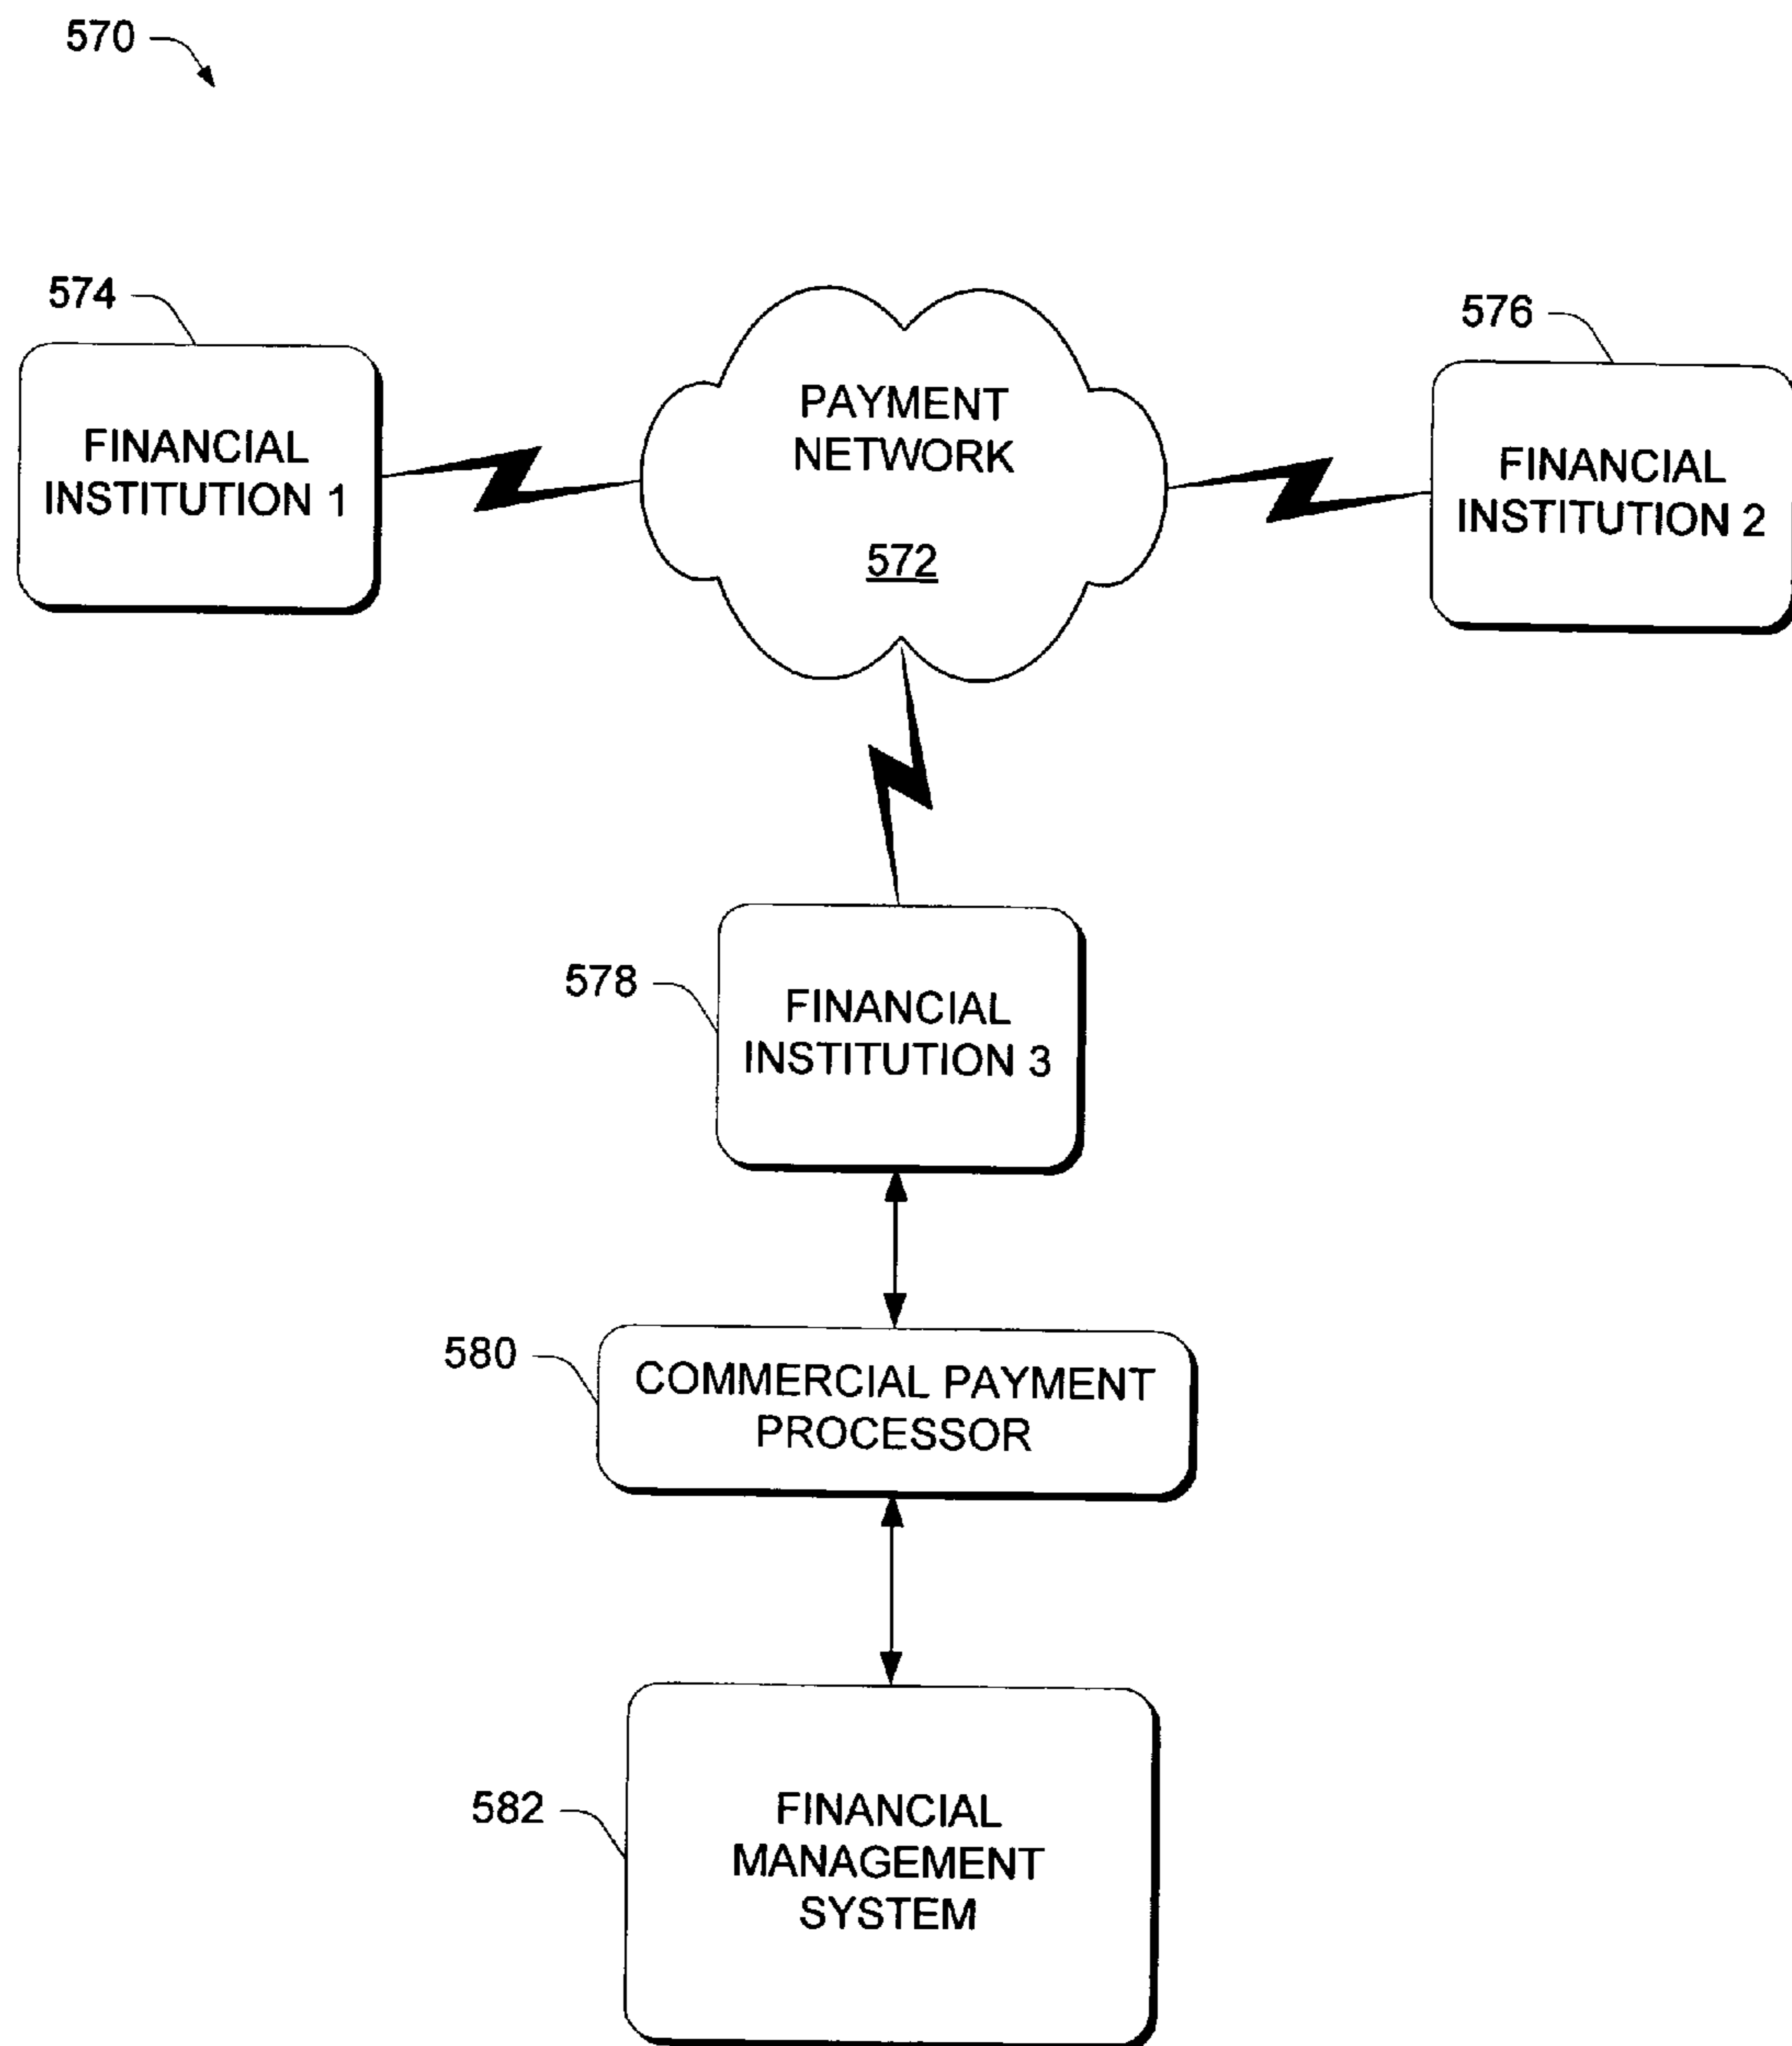 570
574
FINANCIAL
INSTITUTION 1
PAYMENT
NETWORK
572
576
FINANCIAL
INSTITUTION 2
578
FINANCIAL
INSTITUTION 3
580
COMMERCIAL PAYMENT
PROCESSOR
582
FINANCIAL
MANAGEMENT
SYSTEM